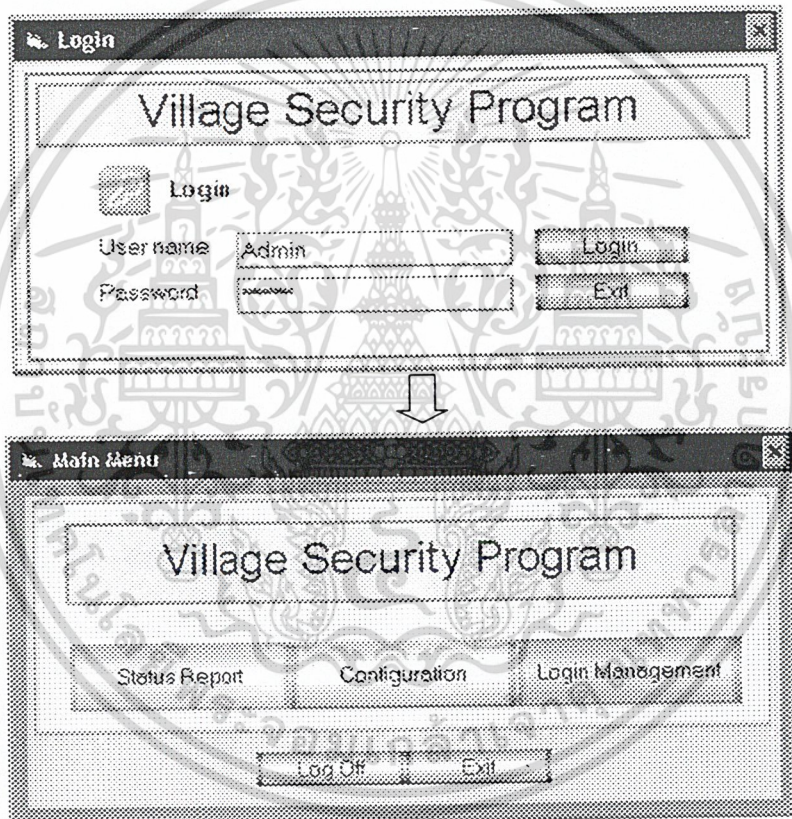 Login
Village Security Program
Login
User name Admin Login
Password Exit
Main Menu
Village Security Program
Status Report Configuration Login Management
Log Off Exit